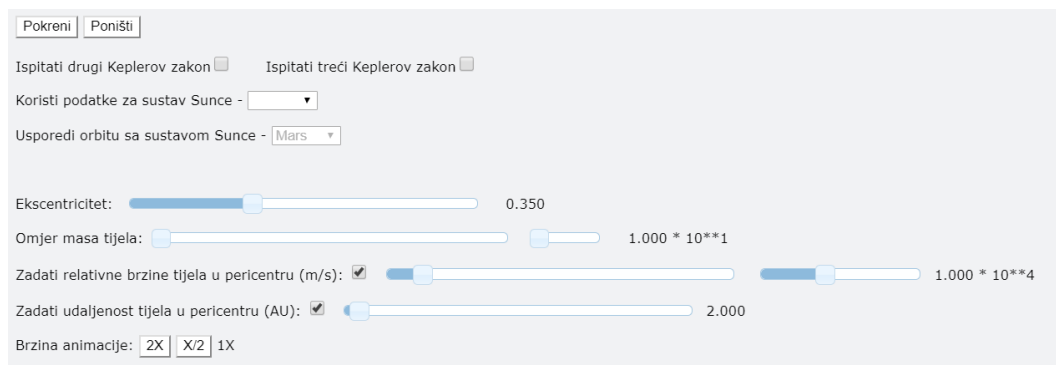 Pokreni Poništi
Ispitati drugi Keplerov zakon Ispitati treći Keplerov zakon
Koristi podatke za sustav Sunce -
Usporedi orbitu sa sustavom Sunce - Mars
Ekscentricitet: 0.350
Omjer masa tijela: 1.000 * 10**1
Zadati relativne brzine tijela u pericentru (m/s): 1.000 * 10**4
Zadati udaljenost tijela u pericentru (AU): 2.000
Brzina animacije: 2X X/2 1X